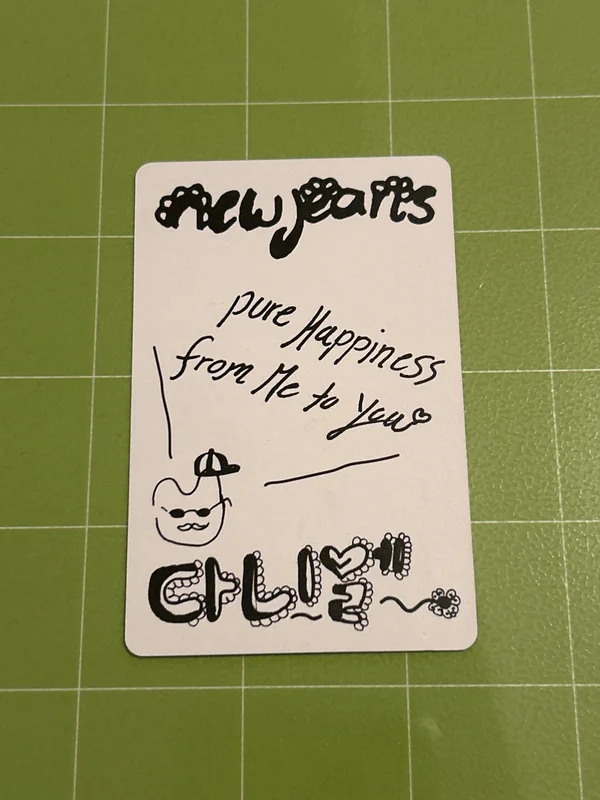 newjeans
pure Happiness
from Me to You
다니엘